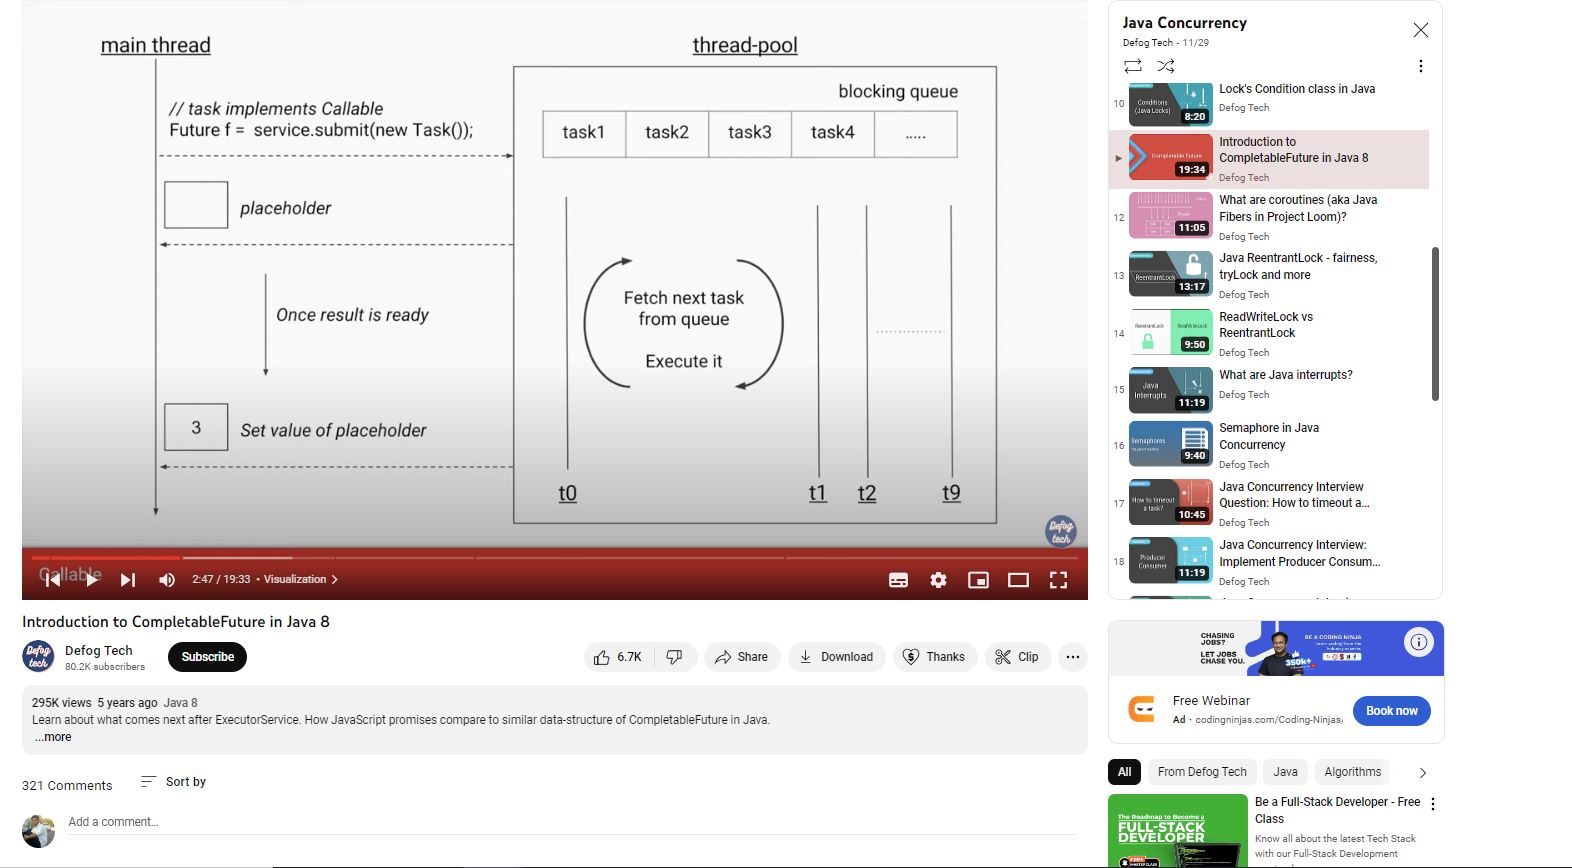 main thread
thread-pool
blocking queue
// task implements Callable
Future f = service.submit(new Task());
task1
task2
task3
task4
.....
placeholder
Once result is ready
Fetch next task
from queue
Execute it
3
Set value of placeholder
t0
t1
t2
t9
Defog
tech
Callable
2:47 / 19:33 • Visualization
Introduction to CompletableFuture in Java 8
Defog
tech
Defog Tech
80.2K subscribers
Subscribe
6.7K
Share
Download
Thanks
Clip
295K views 5 years ago Java 8
Learn about what comes next after ExecutorService. How JavaScript promises compare to similar data-structure of CompletableFuture in Java.
...more
321 Comments
Sort by
Add a comment...
Java Concurrency
Defog Tech - 11/29
10
Conditions
(Java Locks)
8:20
Lock's Condition class in Java
Defog Tech
Completable Future
19:34
Introduction to
CompletableFuture in Java 8
Defog Tech
12
11:05
What are coroutines (aka Java
Fibers in Project Loom)?
Defog Tech
13
ReentrantLock
13:17
Java ReentrantLock - fairness,
tryLock and more
Defog Tech
14
ReentrantLock
ReadWriteLock
9:50
ReadWriteLock vs
ReentrantLock
Defog Tech
15
Java
Interrupts
11:19
What are Java interrupts?
Defog Tech
16
Semaphores
9:40
Semaphore in Java
Concurrency
Defog Tech
17
How to timeout
a task?
10:45
Java Concurrency Interview
Question: How to timeout a...
Defog Tech
18
Producer
Consumer
11:19
Java Concurrency Interview:
Implement Producer Consum...
Defog Tech
CHASING
JOBS?
LET JOBS
CHASE YOU.
350k+
BE A CODING NINJA
Free Webinar
Ad · codingninjas.com/Coding-Ninjas/
Book now
All
From Defog Tech
Java
Algorithms
The Roadmap to Become a
FULL-STACK
DEVELOPER
FREE
Be a Full-Stack Developer - Free
Class
Know all about the latest Tech Stack
with our Full-Stack Development